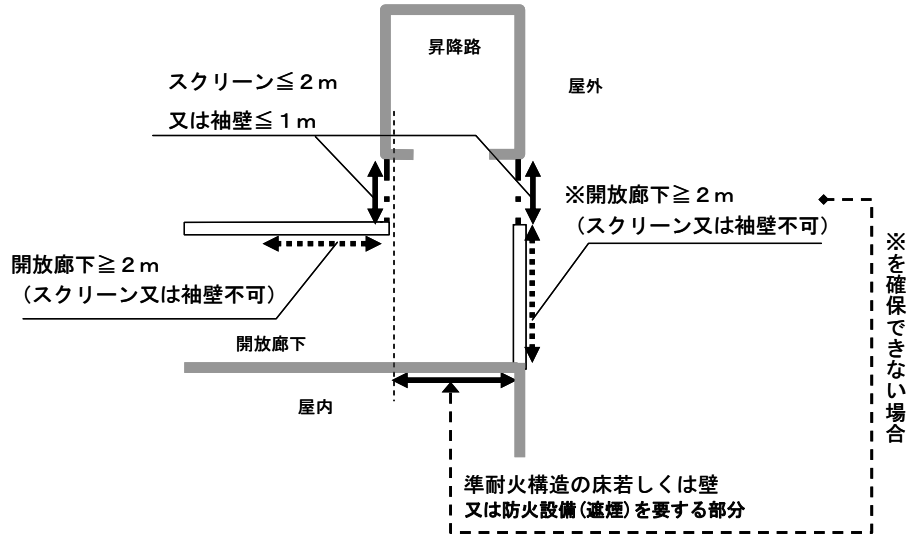 昇降路
スクリーン≦２ｍ
又は袖壁≦１ｍ
屋外
※開放廊下≧２ｍ
（スクリーン又は袖壁不可）
開放廊下≧２ｍ
（スクリーン又は袖壁不可）
※を確保できない場合
開放廊下
屋内
準耐火構造の床若しくは壁
又は防火設備（遮煙）を要する部分